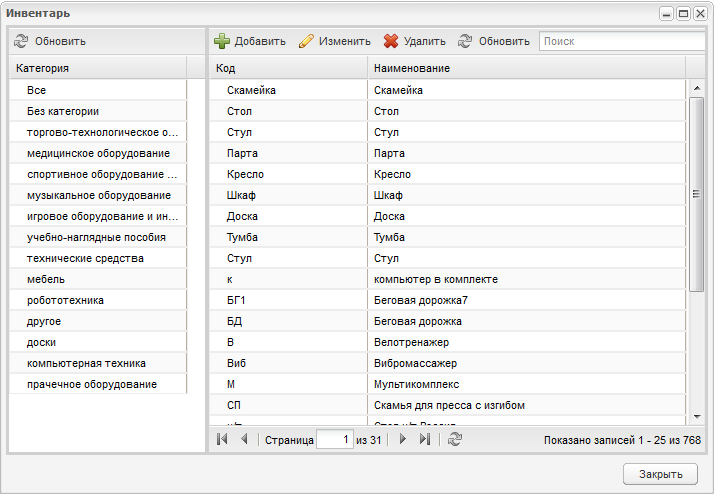 Инвентарь
Обновить
Категория
Все
Без категории
торгово-технологическое о...
медицинское оборудование
спортивное оборудование ...
музыкальное оборудование
игровое оборудование и ин...
учебно-наглядные пособия
технические средства
мебель
робототехника
другое
доски
компьютерная техника
прачечное оборудование
Добавить Изменить Удалить Обновить Поиск
Код Наименование
Скамейка Скамейка
Стол Стол
Стул Стул
Парта Парта
Кресло Кресло
Шкаф Шкаф
Доска Доска
Тумба Тумба
Стул Стул
к компьютер в комплекте
БГ1 Беговая дорожка7
БД Беговая дорожка
В Велотренажер
Виб Вибромассажер
М Мультикомплекс
СП Скамья для пресса с изгибом
Страница 1 из 31 Показано записей 1 - 25 из 768
Закрыть